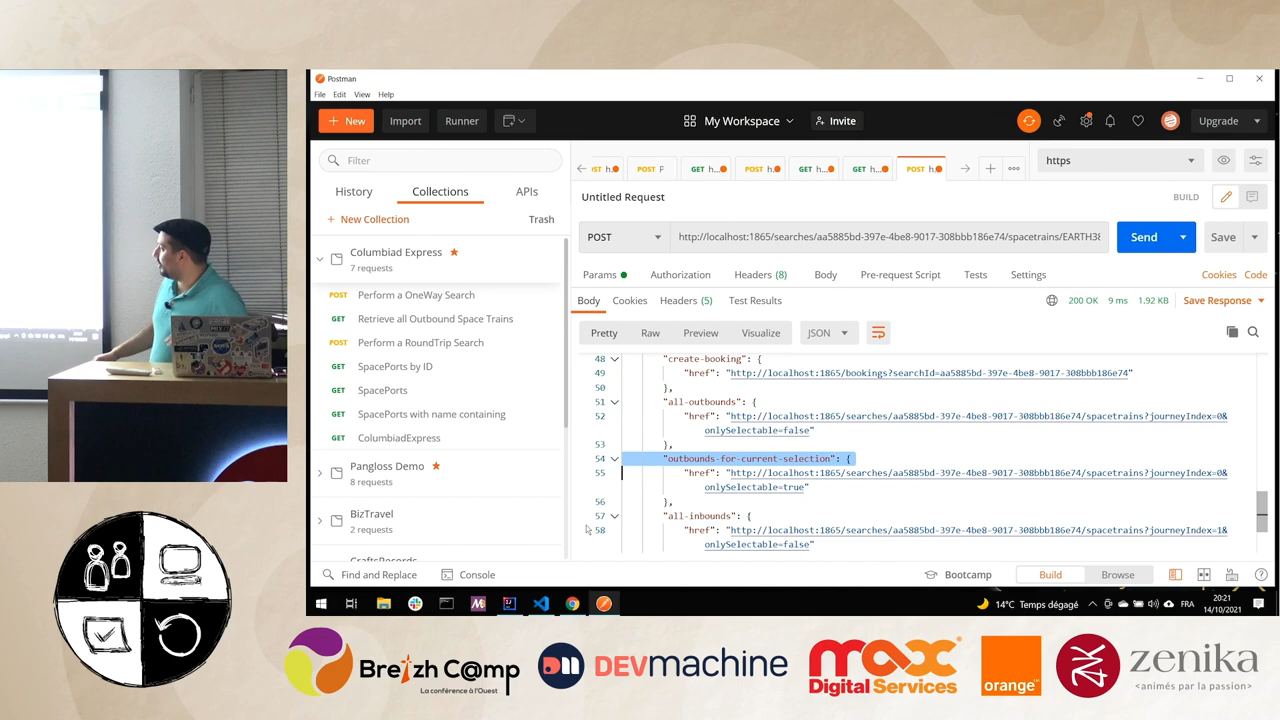 Postman
File Edit View Help
+ New Import Runner My Workspace Invite Upgrade
Filter
History Collections APIs
+ New Collection Trash
Columbiad Express
7 requests
POST Perform a OneWay Search
GET Retrieve all Outbound Space Trains
POST Perform a RoundTrip Search
GET SpacePorts by ID
GET SpacePorts
GET SpacePorts with name containing
GET ColumbiadExpress
Pangloss Demo
8 requests
BizTravel
2 requests
Find and Replace Console
ST h. POST P GET h... POST h... GET h... GET h... POST h. https
Untitled Request BUILD
POST http://localhost:1865/searches/aa5885bd-397e-4be8-9017-308bbb186e74/spacetrains/EARTH Send Save
Params Authorization Headers (8) Body Pre-request Script Tests Settings Cookies Code
Body Cookies Headers (5) Test Results 200 OK 9 ms 1.92 KB Save Response
Pretty Raw Preview Visualize JSON
48 "create-booking": {
49 "href": "http://localhost:1865/bookings?searchId=aa5885bd-397e-4be8-9017-308bbb186e74"
50 },
51 "all-outbounds": {
52 "href": "http://localhost:1865/searches/aa5885bd-397e-4be8-9017-308bbb186e74/spacetrains?journeyIndex=0&
onlySelectable=false"
53 },
54 "outbounds-for-current-selection": {
55 "href": "http://localhost:1865/searches/aa5885bd-397e-4be8-9017-308bbb186e74/spacetrains?journeyIndex=0&
onlySelectable=true"
56 },
57 "all-inbounds": {
58 "href": "http://localhost:1865/searches/aa5885bd-397e-4be8-9017-308bbb186e74/spacetrains?journeyIndex=1&
onlySelectable=false"
Bootcamp Build Browse
14°C Temps dégagé FRA 20:21
14/10/2021
Breizh C@mp
La conférence à l'Ouest
DEVmachine
max
Digital Services
orange™
zenika
<animés par la passion>